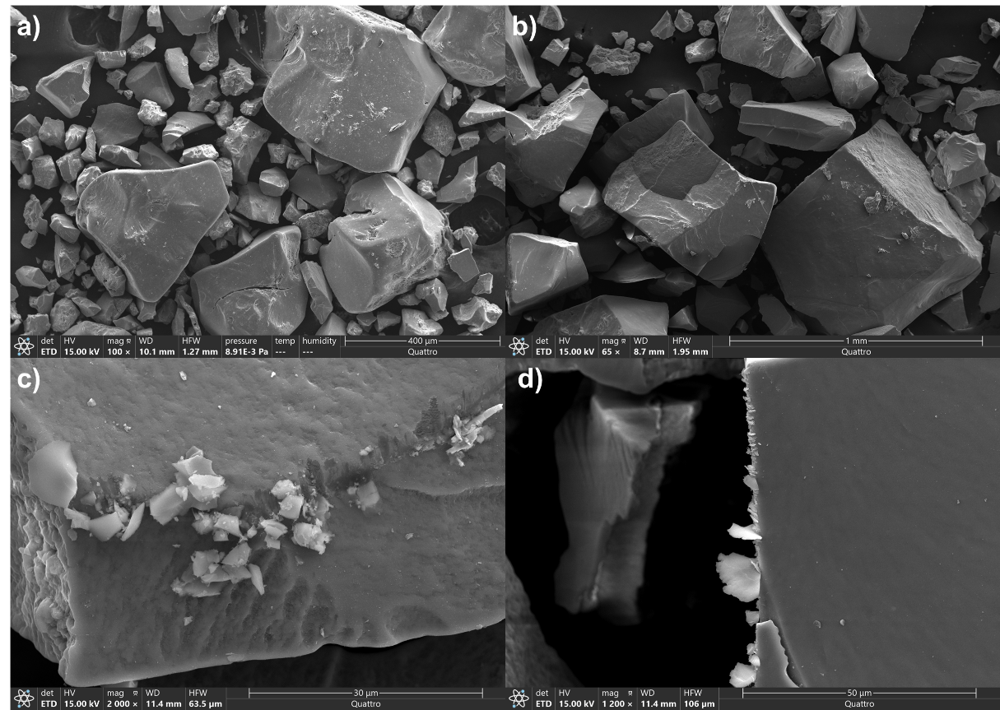 a)
b)
det HV mag WD HFW pressure temp humidity 400 µm
ETD 15.00 kV 100 × 10.1 mm 1.27 mm 8.91E-3 Pa --- --- Quattro
det HV mag WD HFW 1 mm
ETD 15.00 kV 65 × 8.7 mm 1.95 mm Quattro
c)
d)
det HV mag WD HFW 30 µm
ETD 15.00 kV 2 000 × 11.4 mm 63.5 µm Quattro
det HV mag WD HFW 50 µm
ETD 15.00 kV 1 200 × 11.4 mm 106 µm Quattro